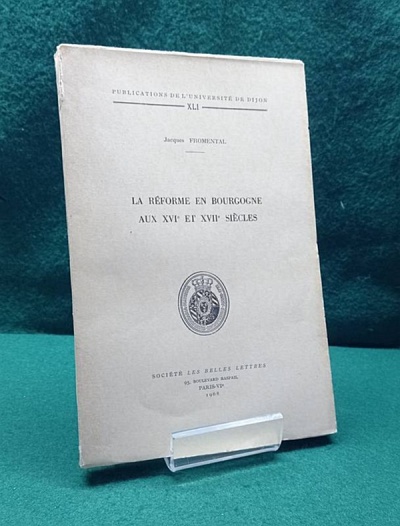 PUBLICATIONS DE L'UNIVERSITÉ DE DIJON
XLI
Jacques FROMENTAL
LA RÉFORME EN BOURGOGNE
AUX XVIe ET XVIIe SIÈCLES
SOCIÉTÉ LES BELLES LETTRES
95, BOULEVARD RASPAIL
PARIS-VIe
1968